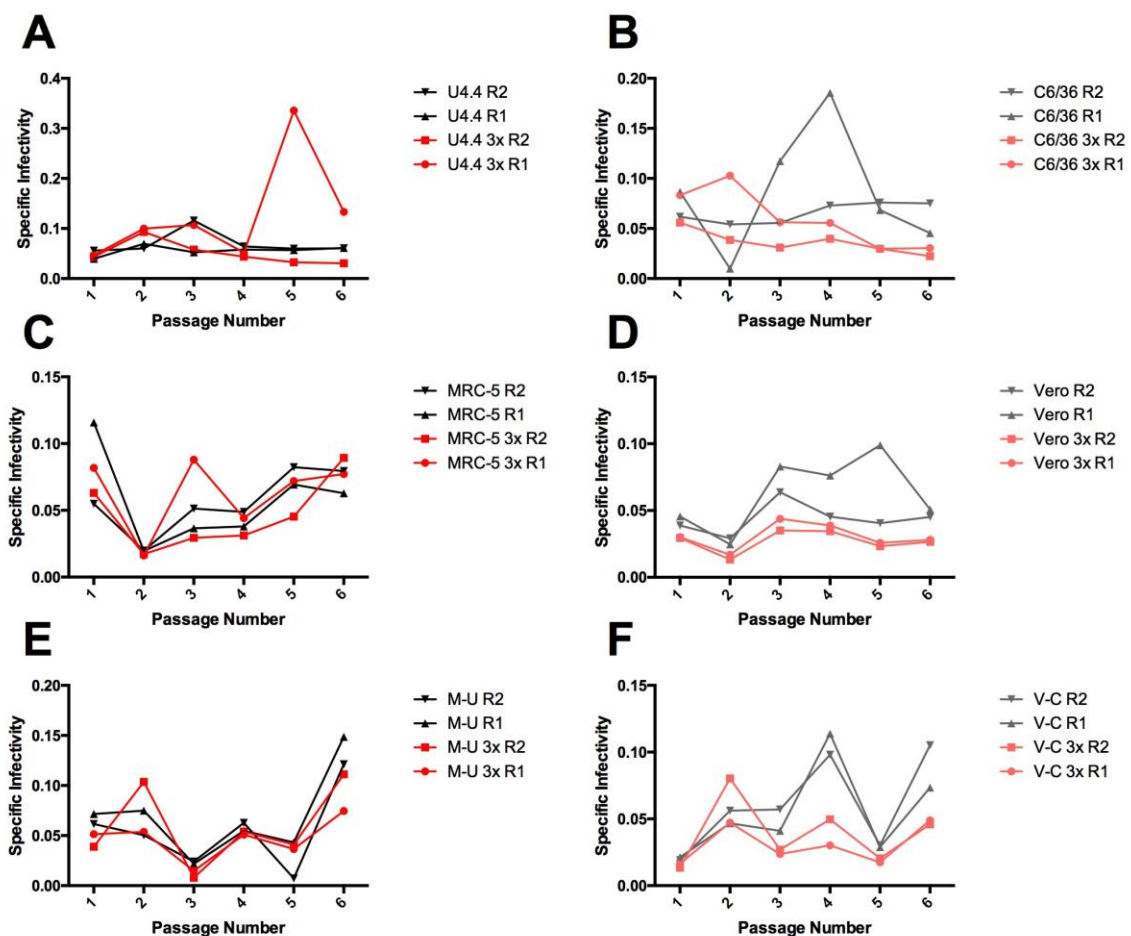 A
Specific Infectivity
0.4
0.3
0.2
0.1
0.0
1 2 3 4 5 6
Passage Number
U4.4 R2
U4.4 R1
U4.4 3x R2
U4.4 3x R1
B
Specific Infectivity
0.20
0.15
0.10
0.05
0.00
1 2 3 4 5 6
Passage Number
C6/36 R2
C6/36 R1
C6/36 3x R2
C6/36 3x R1
C
Specific Infectivity
0.15
0.10
0.05
0.00
1 2 3 4 5 6
Passage Number
MRC-5 R2
MRC-5 R1
MRC-5 3x R2
MRC-5 3x R1
D
Specific Infectivity
0.15
0.10
0.05
0.00
1 2 3 4 5 6
Passage Number
Vero R2
Vero R1
Vero 3x R2
Vero 3x R1
E
Specific Infectivity
0.20
0.15
0.10
0.05
0.00
1 2 3 4 5 6
Passage Number
M-U R2
M-U R1
M-U 3x R2
M-U 3x R1
F
Specific Infectivity
0.15
0.10
0.05
0.00
1 2 3 4 5 6
Passage Number
V-C R2
V-C R1
V-C 3x R2
V-C 3x R1